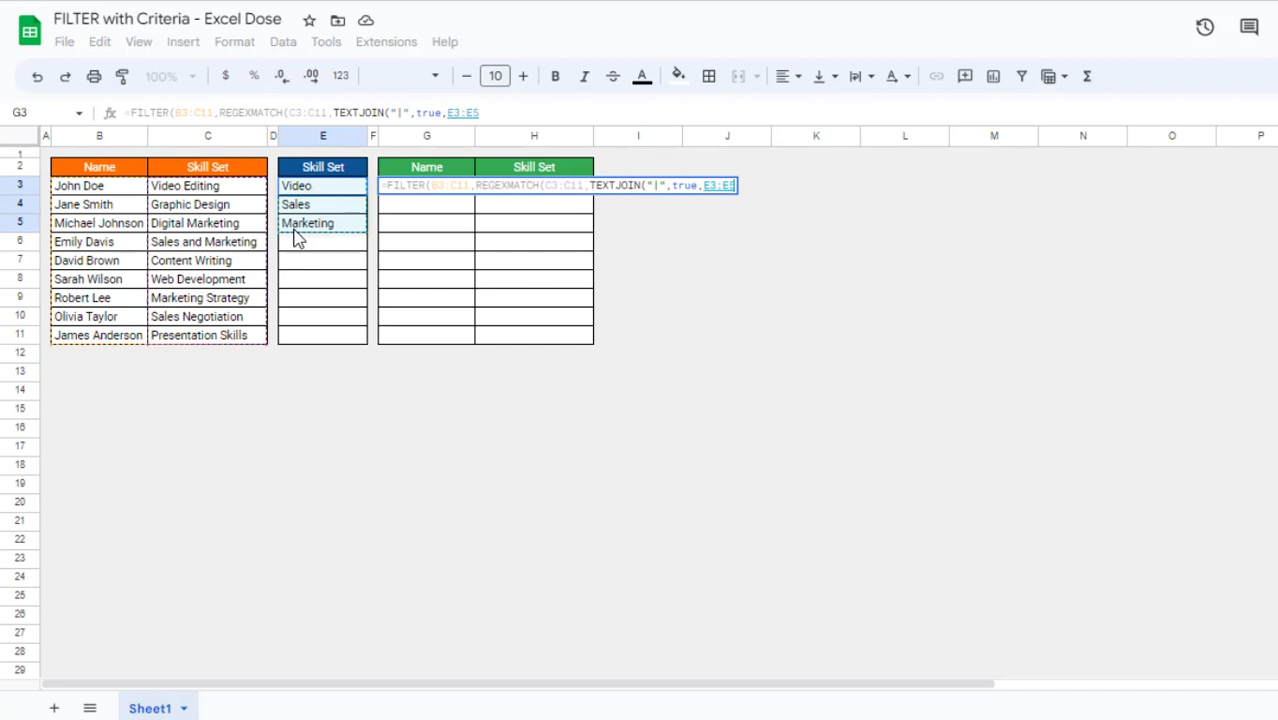 FILTER with Criteria - Excel Dose
File Edit View Insert Format Data Tools Extensions Help
100% $ % .0 .00 123 10 B I S A
G3 fx =FILTER(B3:C11,REGEXMATCH(C3:C11,TEXTJOIN("|",true,E3:E5
A B C D E F G H I J K L M N O P
1
2 Name Skill Set Skill Set Name Skill Set
3 John Doe Video Editing Video =FILTER(B3:C11,REGEXMATCH(C3:C11,TEXTJOIN("|",true,E3:E5
4 Jane Smith Graphic Design Sales
5 Michael Johnson Digital Marketing Marketing
6 Emily Davis Sales and Marketing
7 David Brown Content Writing
8 Sarah Wilson Web Development
9 Robert Lee Marketing Strategy
10 Olivia Taylor Sales Negotiation
11 James Anderson Presentation Skills
12
13
14
15
16
17
18
19
20
21
22
23
24
25
26
27
28
29
Sheet1